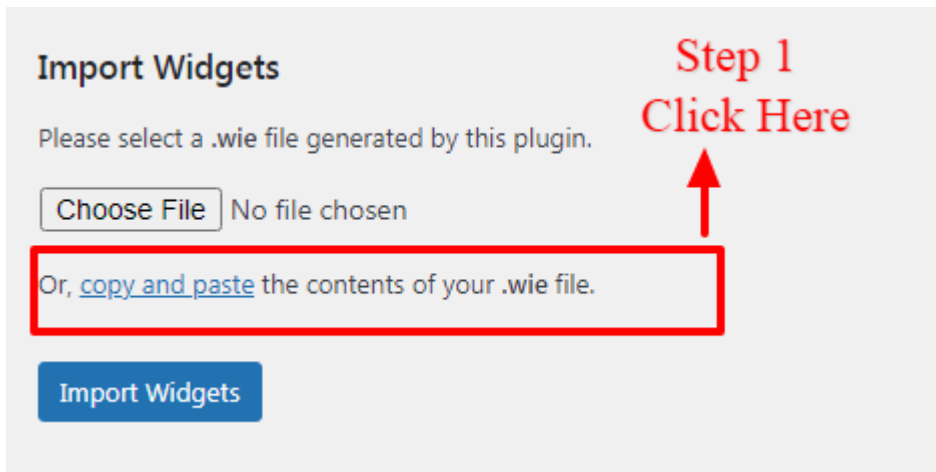 Import Widgets
Step 1
Click Here
Please select a .wie file generated by this plugin.
Choose File No file chosen
Or, copy and paste the contents of your .wie file.
Import Widgets